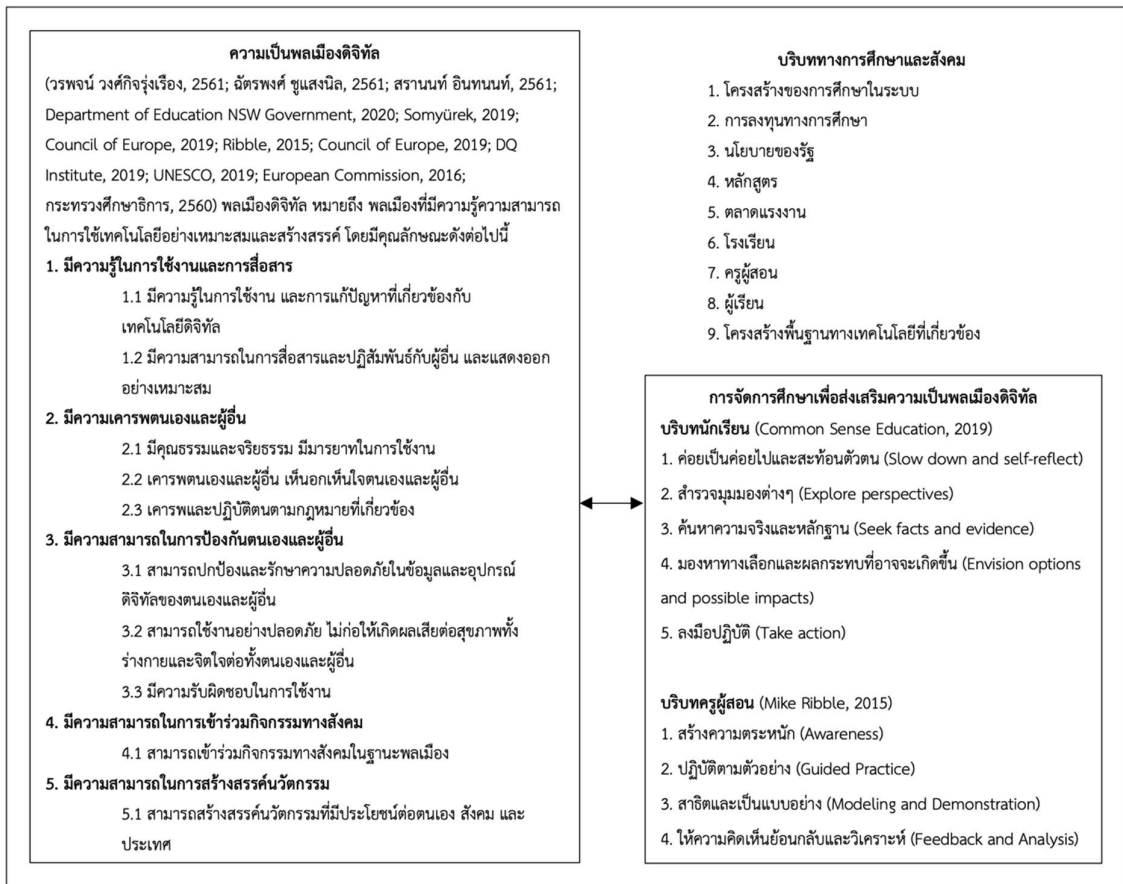 ความเป็นพลเมืองดิจิทัล
(วรพจน์ วงศ์กิจรุ่งเรือง, 2561; ฉัตรพงศ์ ชูแสงนิล, 2561; สรานนท์ อินทนนท์, 2561;
Department of Education NSW Government, 2020; Somyürek, 2019;
Council of Europe, 2019; Ribble, 2015; Council of Europe, 2019; DQ
Institute, 2019; UNESCO, 2019; European Commission, 2016;
กระทรวงศึกษาธิการ, 2560) พลเมืองดิจิทัล หมายถึง พลเมืองที่มีความรู้ความสามารถ
ในการใช้เทคโนโลยีอย่างเหมาะสมและสร้างสรรค์ โดยมีคุณลักษณะดังต่อไปนี้
1. มีความรู้ในการใช้งานและการสื่อสาร
1.1 มีความรู้ในการใช้งาน และการแก้ปัญหาที่เกี่ยวข้องกับ
เทคโนโลยีดิจิทัล
1.2 มีความสามารถในการสื่อสารและปฏิสัมพันธ์กับผู้อื่น และแสดงออก
อย่างเหมาะสม
2. มีความเคารพตนเองและผู้อื่น
2.1 มีคุณธรรมและจริยธรรม มีมารยาทในการใช้งาน
2.2 เคารพตนเองและผู้อื่น เห็นอกเห็นใจตนเองและผู้อื่น
2.3 เคารพและปฏิบัติตนตามกฎหมายที่เกี่ยวข้อง
3. มีความสามารถในการป้องกันตนเองและผู้อื่น
3.1 สามารถปกป้องและรักษาความปลอดภัยในข้อมูลและอุปกรณ์
ดิจิทัลของตนเองและผู้อื่น
3.2 สามารถใช้งานอย่างปลอดภัย ไม่ก่อให้เกิดผลเสียต่อสุขภาพทั้ง
ร่างกายและจิตใจต่อทั้งตนเองและผู้อื่น
3.3 มีความรับผิดชอบในการใช้งาน
4. มีความสามารถในการเข้าร่วมกิจกรรมทางสังคม
4.1 สามารถเข้าร่วมกิจกรรมทางสังคมในฐานะพลเมือง
5. มีความสามารถในการสร้างสรรค์นวัตกรรม
5.1 สามารถสร้างสรรค์นวัตกรรมที่มีประโยชน์ต่อตนเอง สังคม และ
ประเทศ
บริบททางการศึกษาและสังคม
1. โครงสร้างของการศึกษาในระบบ
2. การลงทุนทางการศึกษา
3. นโยบายของรัฐ
4. หลักสูตร
5. ตลาดแรงงาน
6. โรงเรียน
7. ครูผู้สอน
8. ผู้เรียน
9. โครงสร้างพื้นฐานทางเทคโนโลยีที่เกี่ยวข้อง
การจัดการศึกษาเพื่อส่งเสริมความเป็นพลเมืองดิจิทัล
บริบทนักเรียน (Common Sense Education, 2019)
1. ค่อยเป็นค่อยไปและสะท้อนตัวตน (Slow down and self-reflect)
2. สำรวจมุมมองต่างๆ (Explore perspectives)
3. ค้นหาความจริงและหลักฐาน (Seek facts and evidence)
4. มองหาทางเลือกและผลกระทบที่อาจจะเกิดขึ้น (Envision options
and possible impacts)
5. ลงมือปฏิบัติ (Take action)
บริบทครูผู้สอน (Mike Ribble, 2015)
1. สร้างความตระหนัก (Awareness)
2. ปฏิบัติตามตัวอย่าง (Guided Practice)
3. สาธิตและเป็นแบบอย่าง (Modeling and Demonstration)
4. ให้ความคิดเห็นย้อนกลับและวิเคราะห์ (Feedback and Analysis)